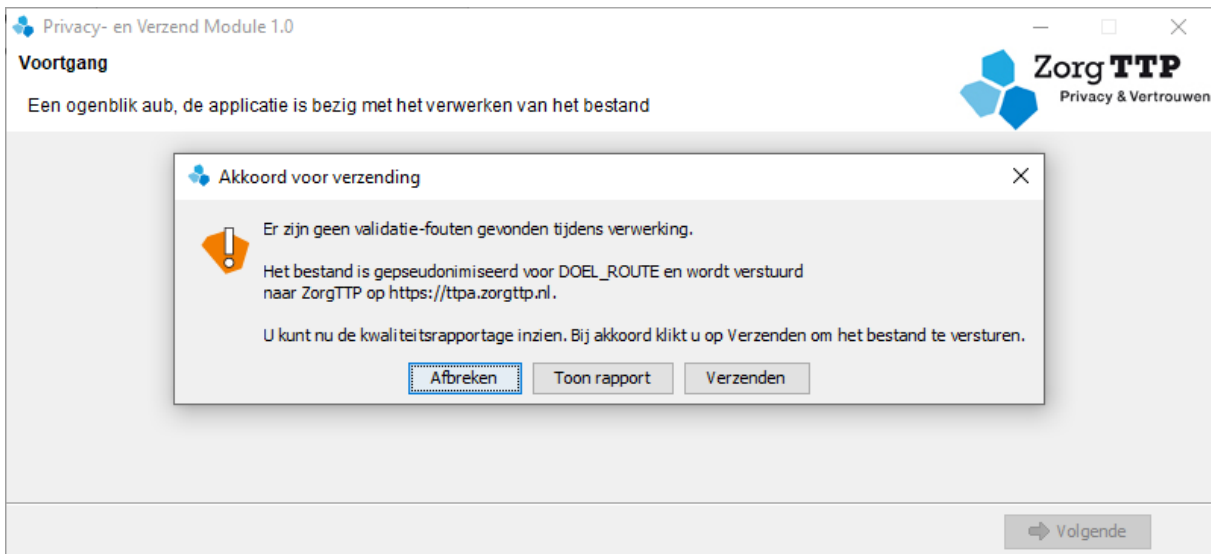 Privacy- en Verzend Module 1.0
Voortgang
Een ogenblik aub, de applicatie is bezig met het verwerken van het bestand
Zorg TTP
Privacy & Vertrouwen
Akkoord voor verzending
Er zijn geen validatie-fouten gevonden tijdens verwerking.
Het bestand is gepseudonimiseerd voor DOEL_ROUTE en wordt verstuurd
naar ZorgTTP op https://ttpa.zorgttp.nl.
U kunt nu de kwaliteitsrapportage inzien. Bij akkoord klikt u op Verzenden om het bestand te versturen.
Afbreken Toon rapport Verzenden
Volgende